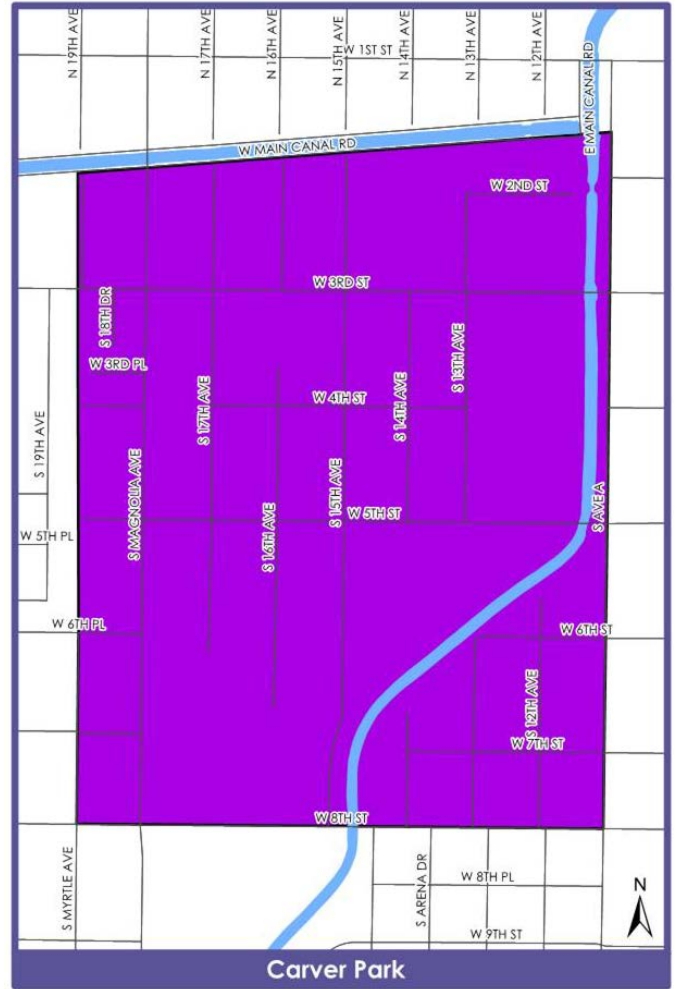 N 19TH AVE
N 17TH AVE
N 16TH AVE
N 15TH AVE
N 14TH AVE
N 13TH AVE
N 12TH AVE
W 1ST ST
E MAIN CANAL RD
W MAIN CANAL RD
W 2ND ST
W 3RD ST
S 18TH DR
W 3RD PL
S 13TH AVE
S 17TH AVE
W 4TH ST
S 14TH AVE
S 19TH AVE
S MAGNOLIA AVE
S 15TH AVE
S 16TH AVE
W 5TH ST
S AVE A
W 5TH PL
W 6TH PL
W 6TH ST
S 12TH AVE
W 7TH ST
W 8TH ST
S MYRTLE AVE
S ARENA DR
W 8TH PL
N
W 9TH ST
Carver Park